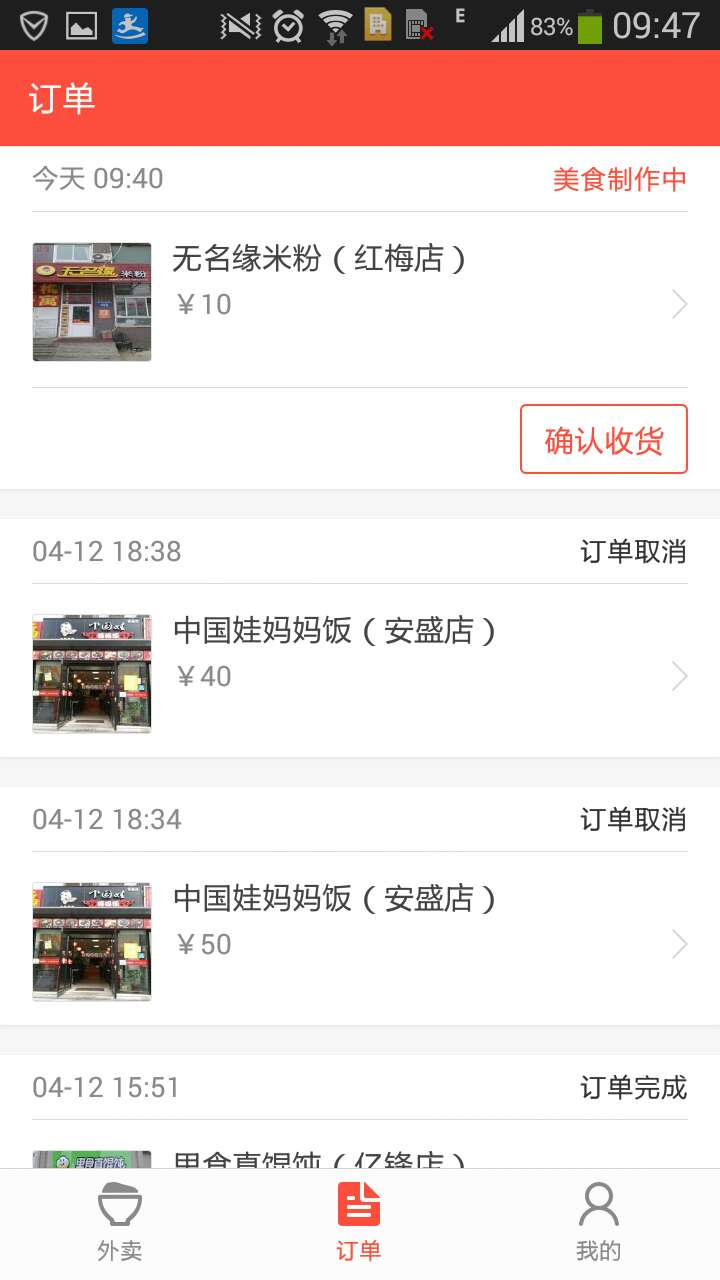 E 83% 09:47
订单
今天 09:40 美食制作中
无名缘米粉（红梅店）
￥10
确认收货
04-12 18:38 订单取消
中国娃妈妈饭（安盛店）
￥40
04-12 18:34 订单取消
中国娃妈妈饭（安盛店）
￥50
04-12 15:51 订单完成
外卖 订单 我的